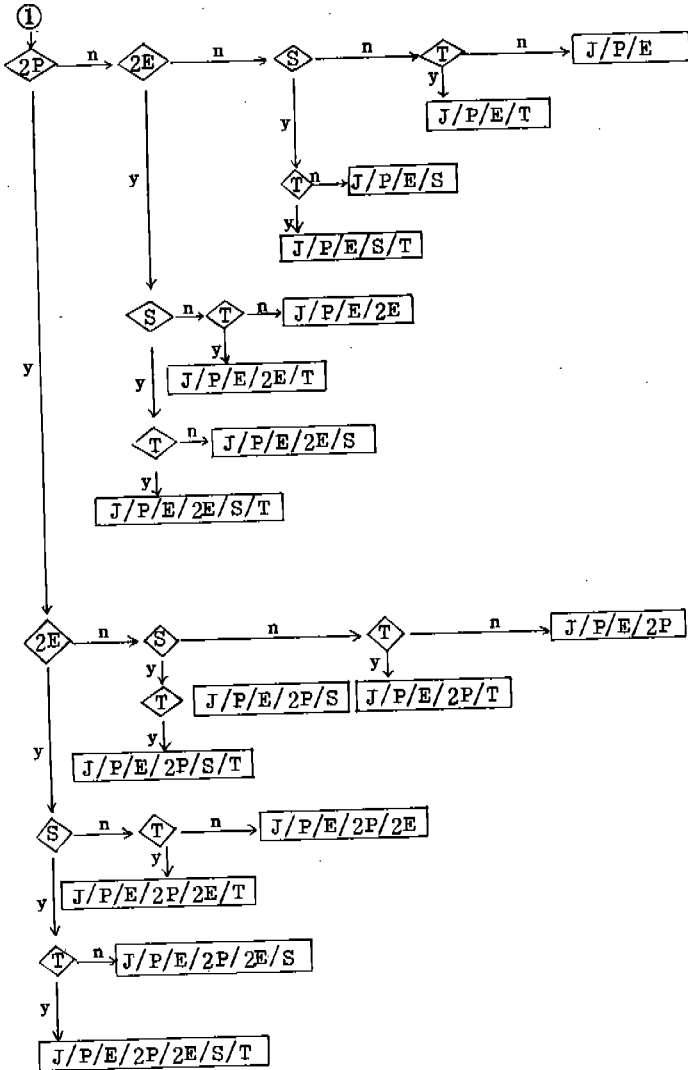 ①
2P n 2E n S n T n J/P/E
y
J/P/E/T
y
y
T n J/P/E/S
y
J/P/E/S/T
S n T n J/P/E/2E
y
y
J/P/E/2E/T
y
T n J/P/E/2E/S
y
J/P/E/2E/S/T
2E n S n T n J/P/E/2P
y
y
T J/P/E/2P/S J/P/E/2P/T
y
J/P/E/2P/S/T
y
S n T n J/P/E/2P/2E
y
J/P/E/2P/2E/T
y
T n J/P/E/2P/2E/S
y
J/P/E/2P/2E/S/T